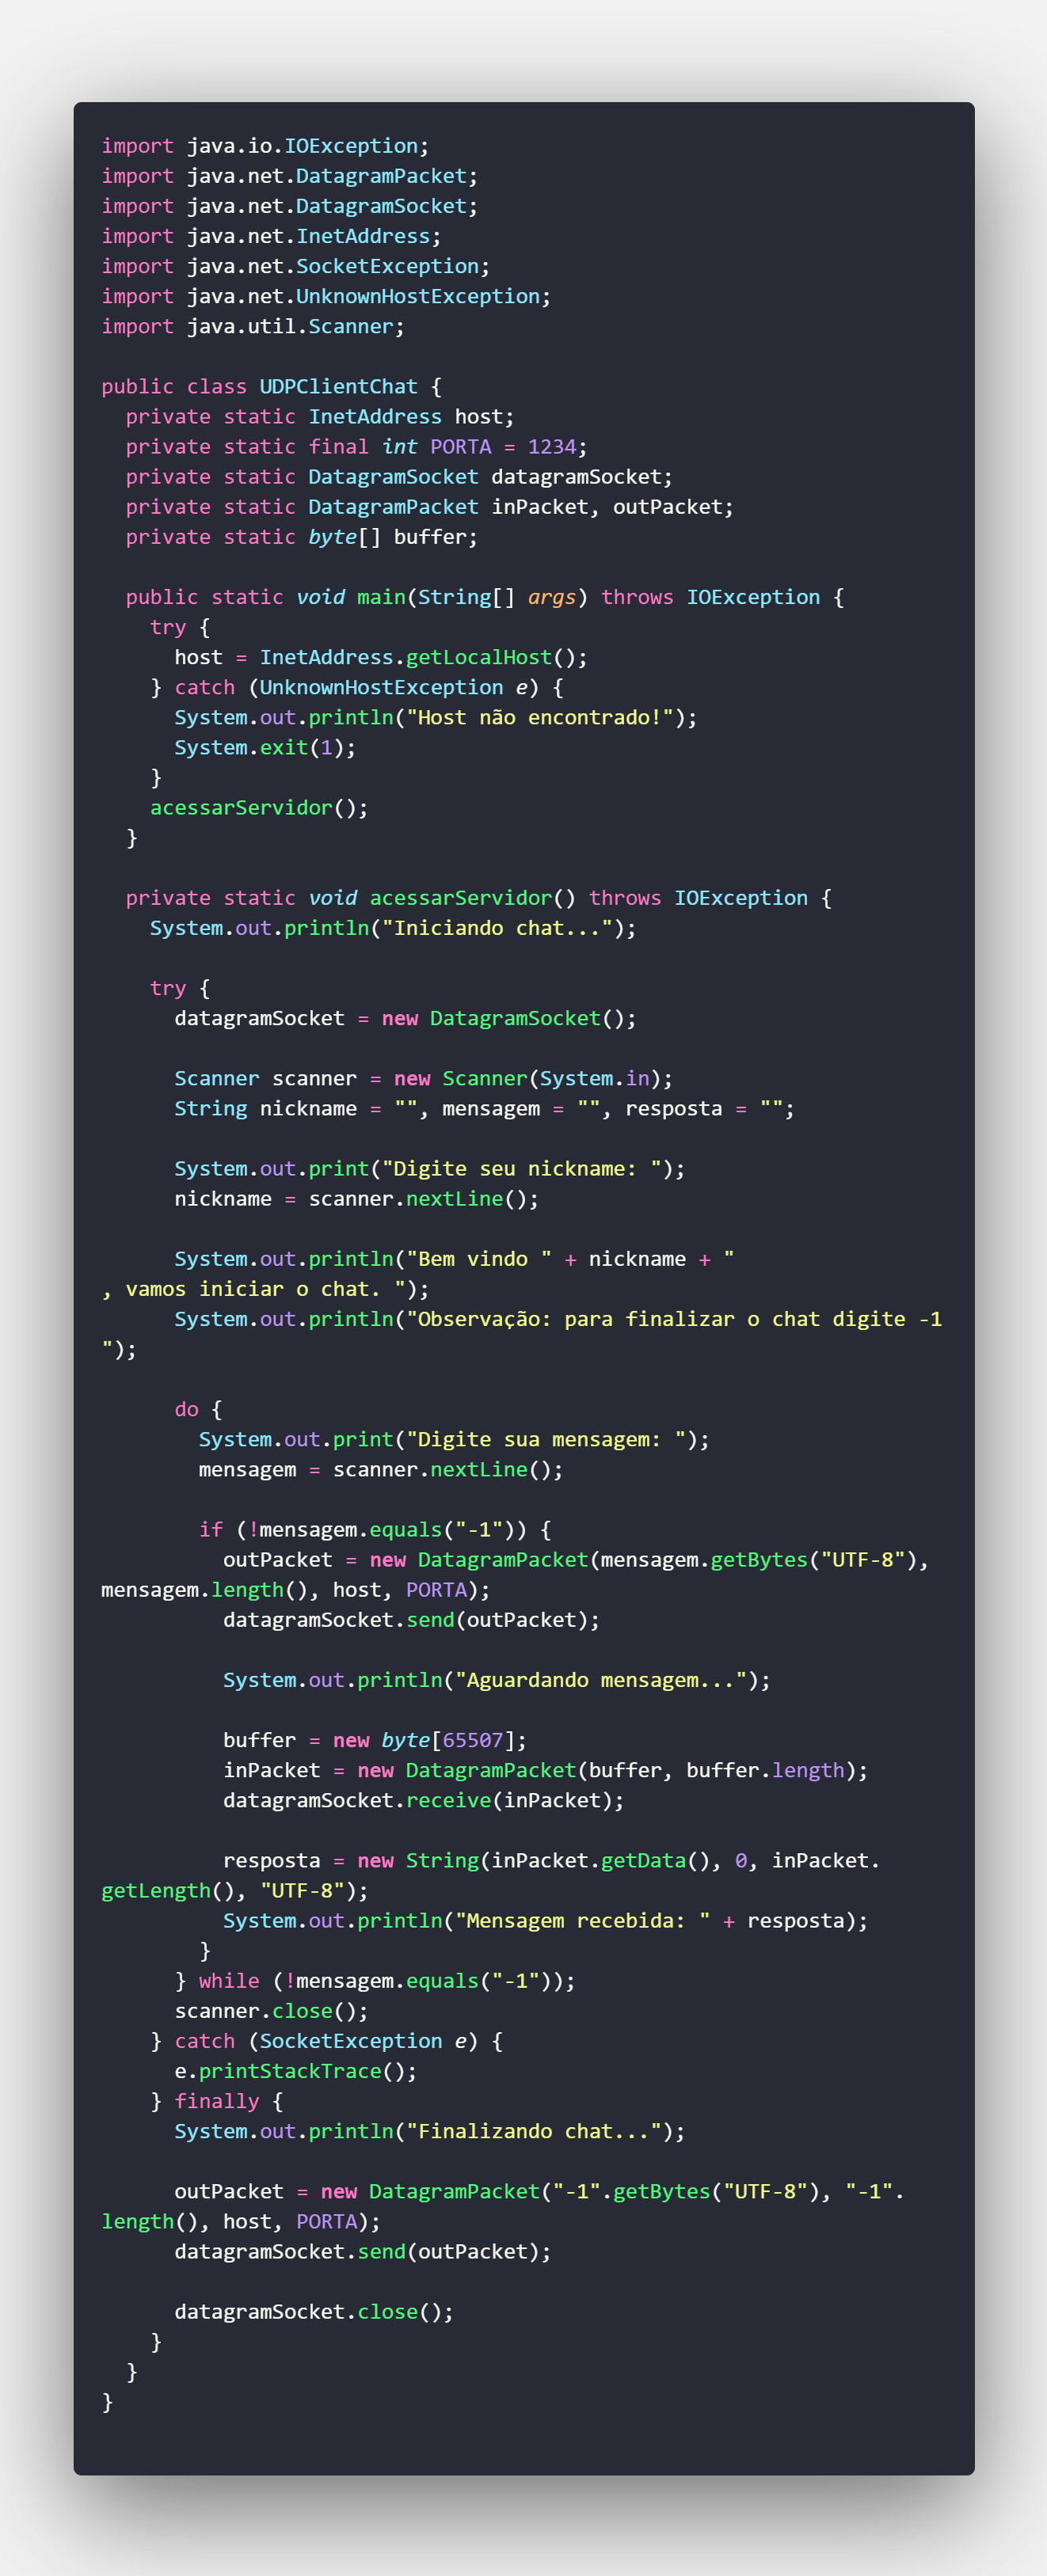 import java.io.IOException;
import java.net.DatagramPacket;
import java.net.DatagramSocket;
import java.net.InetAddress;
import java.net.SocketException;
import java.net.UnknownHostException;
import java.util.Scanner;

public class UDPClientChat {
  private static InetAddress host;
  private static final int PORTA = 1234;
  private static DatagramSocket datagramSocket;
  private static DatagramPacket inPacket, outPacket;
  private static byte[] buffer;

  public static void main(String[] args) throws IOException {
    try {
      host = InetAddress.getLocalHost();
    } catch (UnknownHostException e) {
      System.out.println("Host não encontrado!");
      System.exit(1);
    }
    acessarServidor();
  }

  private static void acessarServidor() throws IOException {
    System.out.println("Iniciando chat...");

    try {
      datagramSocket = new DatagramSocket();

      Scanner scanner = new Scanner(System.in);
      String nickname = "", mensagem = "", resposta = "";

      System.out.print("Digite seu nickname: ");
      nickname = scanner.nextLine();

      System.out.println("Bem vindo " + nickname + "
, vamos iniciar o chat. ");
      System.out.println("Observação: para finalizar o chat digite -1
");

      do {
        System.out.print("Digite sua mensagem: ");
        mensagem = scanner.nextLine();

        if (!mensagem.equals("-1")) {
          outPacket = new DatagramPacket(mensagem.getBytes("UTF-8"),
mensagem.length(), host, PORTA);
          datagramSocket.send(outPacket);

          System.out.println("Aguardando mensagem...");

          buffer = new byte[65507];
          inPacket = new DatagramPacket(buffer, buffer.length);
          datagramSocket.receive(inPacket);

          resposta = new String(inPacket.getData(), 0, inPacket.
getLength(), "UTF-8");
          System.out.println("Mensagem recebida: " + resposta);
        }
      } while (!mensagem.equals("-1"));
      scanner.close();
    } catch (SocketException e) {
      e.printStackTrace();
    } finally {
      System.out.println("Finalizando chat...");

      outPacket = new DatagramPacket("-1".getBytes("UTF-8"), "-1".
length(), host, PORTA);
      datagramSocket.send(outPacket);

      datagramSocket.close();
    }
  }
}